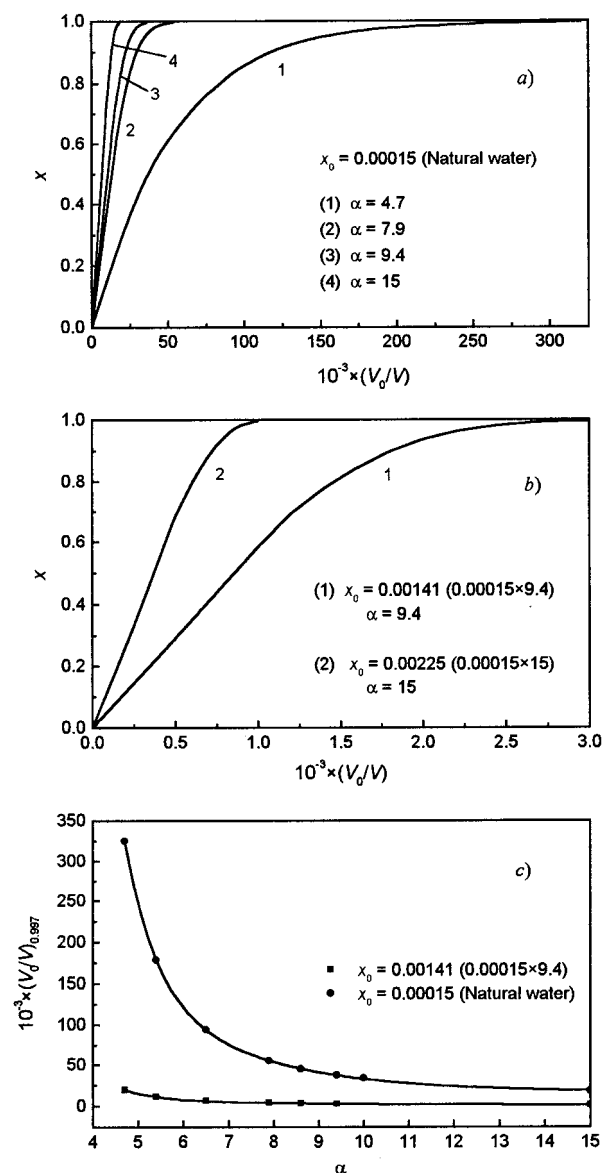 1.0
0.8
0.6
0.4
0.2
0.0
χ
4
3
2
1
a)
x₀ = 0.00015 (Natural water)
(1) α = 4.7
(2) α = 7.9
(3) α = 9.4
(4) α = 15
0 50 100 150 200 250 300
10⁻³×(V₀/V)
1.0
0.8
0.6
0.4
0.2
0.0
χ
2
1
b)
(1) x₀ = 0.00141 (0.00015×9.4)
α = 9.4
(2) x₀ = 0.00225 (0.00015×15)
α = 15
0.0 0.5 1.0 1.5 2.0 2.5 3.0
10⁻³×(V₀/V)
350
300
250
200
150
100
50
0
10⁻³×(V₀/V)₀.₉₉₇
c)
x₀ = 0.00141 (0.00015×9.4)
x₀ = 0.00015 (Natural water)
4 5 6 7 8 9 10 11 12 13 14 15
α